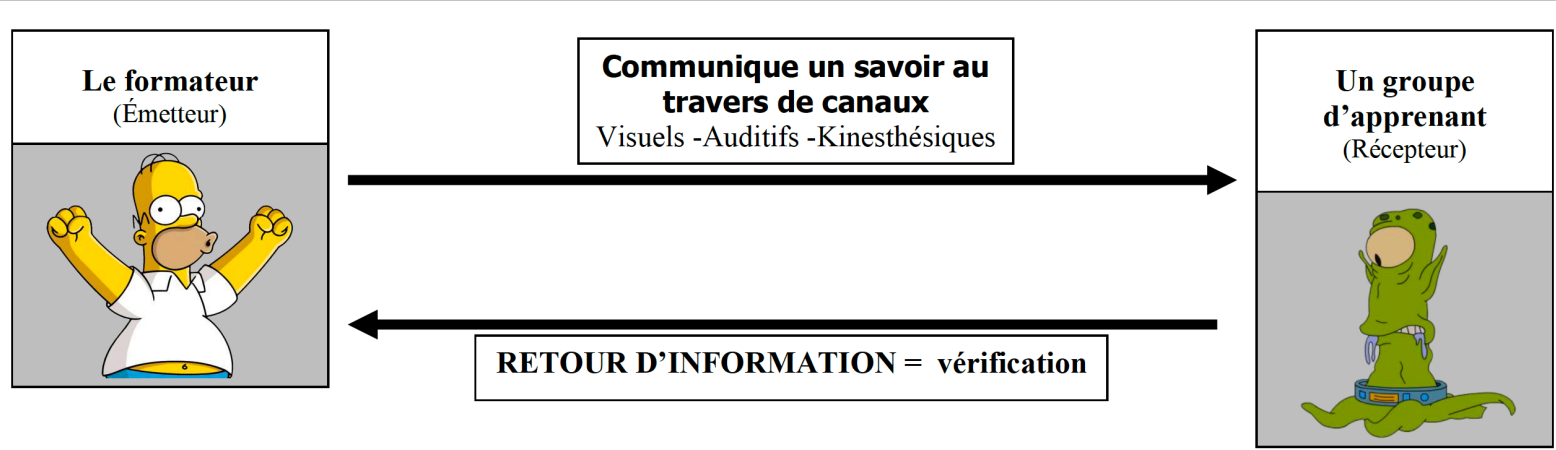 Le formateur
(Émetteur)
Communique un savoir au
travers de canaux
Visuels -Auditifs -Kinesthésiques
Un groupe
d’apprenant
(Récepteur)
RETOUR D’INFORMATION = vérification